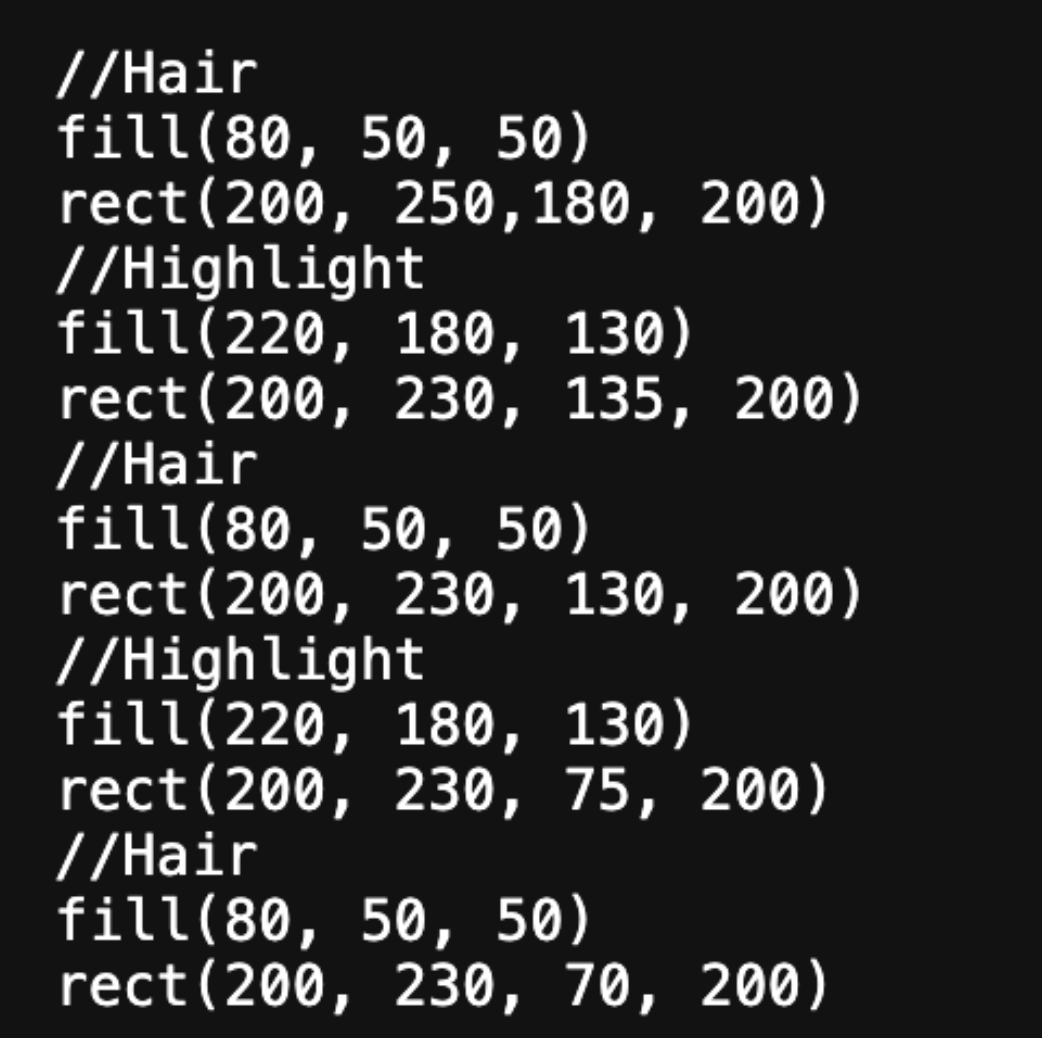 //Hair
fill(80, 50, 50)
rect(200, 250,180, 200)
//Highlight
fill(220, 180, 130)
rect(200, 230, 135, 200)
//Hair
fill(80, 50, 50)
rect(200, 230, 130, 200)
//Highlight
fill(220, 180, 130)
rect(200, 230, 75, 200)
//Hair
fill(80, 50, 50)
rect(200, 230, 70, 200)